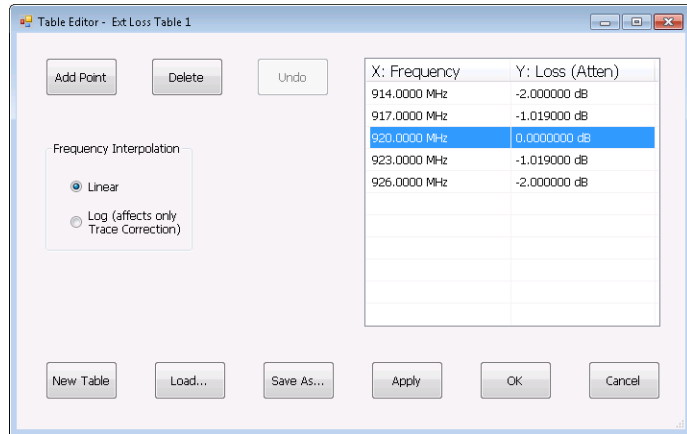 Table Editor - Ext Loss Table 1
Add Point Delete Undo
X: Frequency Y: Loss (Atten)
914.0000 MHz -2.000000 dB
917.0000 MHz -1.019000 dB
920.0000 MHz 0.0000000 dB
923.0000 MHz -1.019000 dB
926.0000 MHz -2.000000 dB
Frequency Interpolation
Linear
Log (affects only
Trace Correction)
New Table Load... Save As... Apply OK Cancel